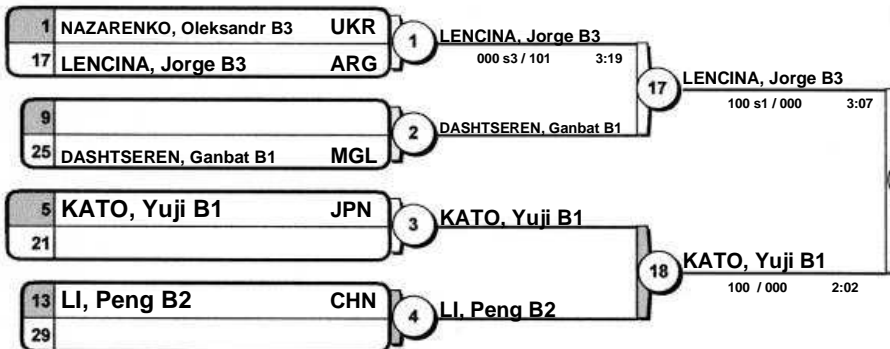 1 NAZARENKO, Oleksandr B3 UKR
17 LENCINA, Jorge B3 ARG
1
LENCINA, Jorge B3
000 s3 / 101 3:19
9
25 DASHTSEREN, Ganbat B1 MGL
2
DASHTSEREN, Ganbat B1
17
LENCINA, Jorge B3
100 s1 / 000 3:07
5 KATO, Yuji B1 JPN
21
3
KATO, Yuji B1
13 LI, Peng B2 CHN
29
4
LI, Peng B2
18
KATO, Yuji B1
100 / 000 2:02